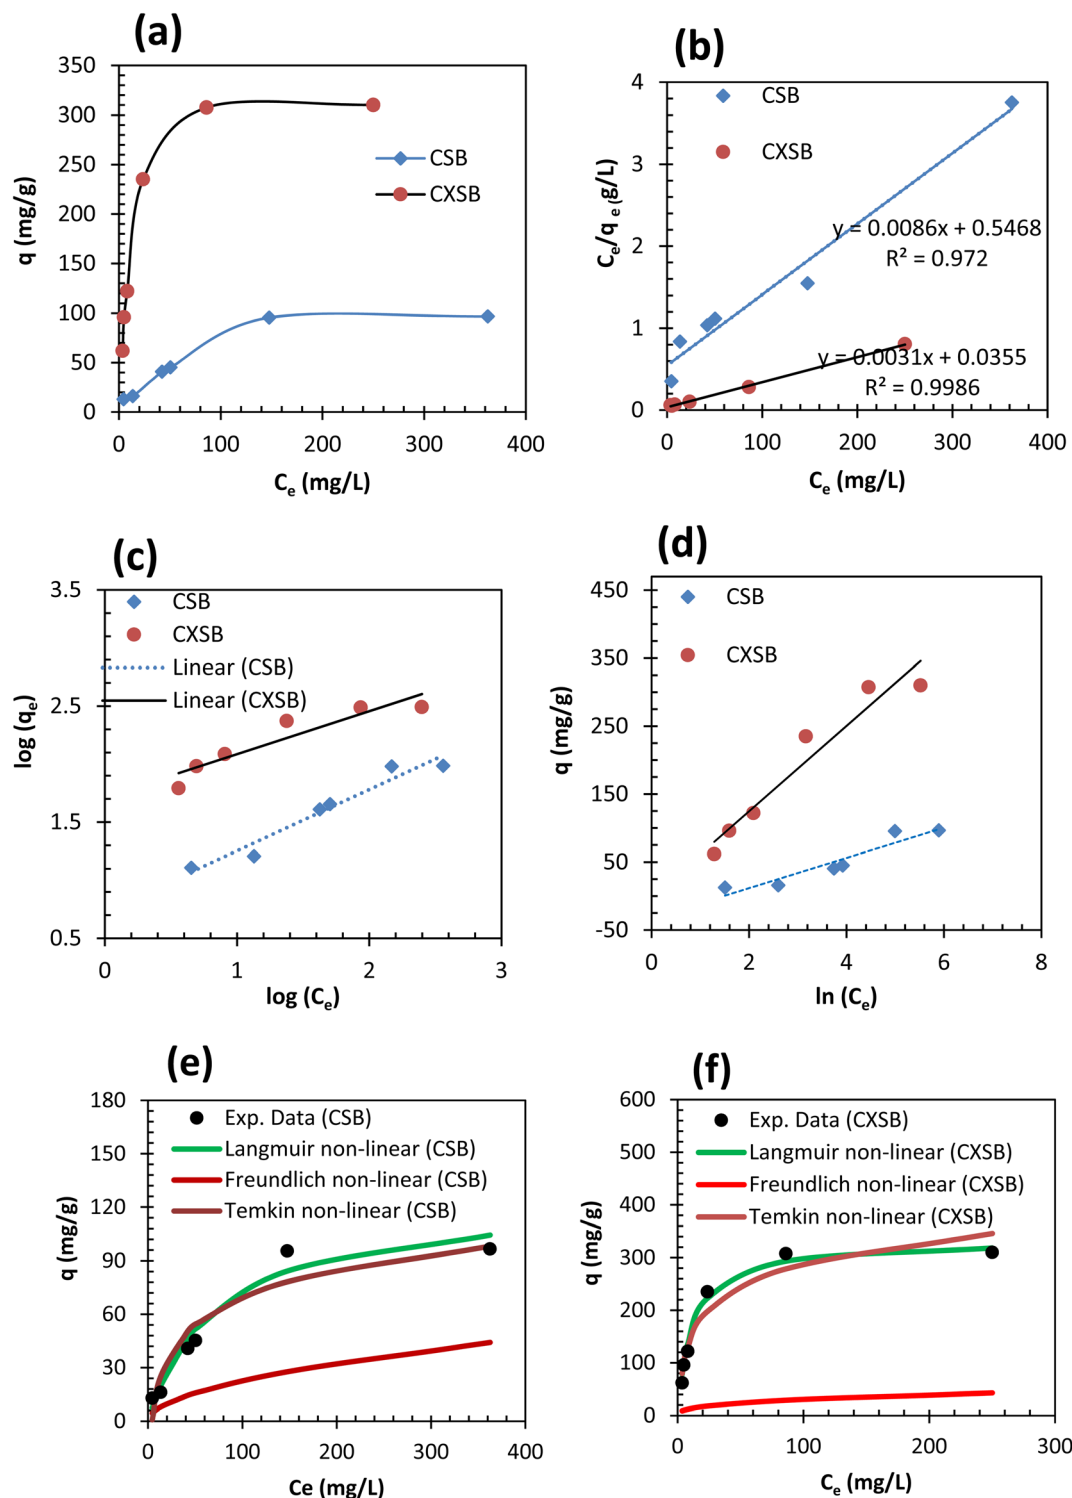 (a)
350
300
250
200
150
100
50
0
q (mg/g)
CSB
CXSB
0 100 200 300 400
Cₑ (mg/L)
(b)
4
3
2
1
0
Cₑ/q ₑ (g/L)
CSB
CXSB
y = 0.0086x + 0.5468
R² = 0.972
y = 0.0031x + 0.0355
R² = 0.9986
0 100 200 300 400
Cₑ (mg/L)
(c)
3.5
2.5
1.5
0.5
log (qₑ)
CSB
CXSB
Linear (CSB)
Linear (CXSB)
0 1 2 3
log (Cₑ)
(d)
450
350
250
150
50
-50
q (mg/g)
CSB
CXSB
0 2 4 6 8
ln (Cₑ)
(e)
180
150
120
90
60
30
0
q (mg/g)
Exp. Data (CSB)
Langmuir non-linear (CSB)
Freundlich non-linear (CSB)
Temkin non-linear (CSB)
0 100 200 300 400
Ce (mg/L)
(f)
600
500
400
300
200
100
0
q (mg/g)
Exp. Data (CXSB)
Langmuir non-linear (CXSB)
Freundlich non-linear (CXSB)
Temkin non-linear (CXSB)
0 100 200 300
Cₑ (mg/L)